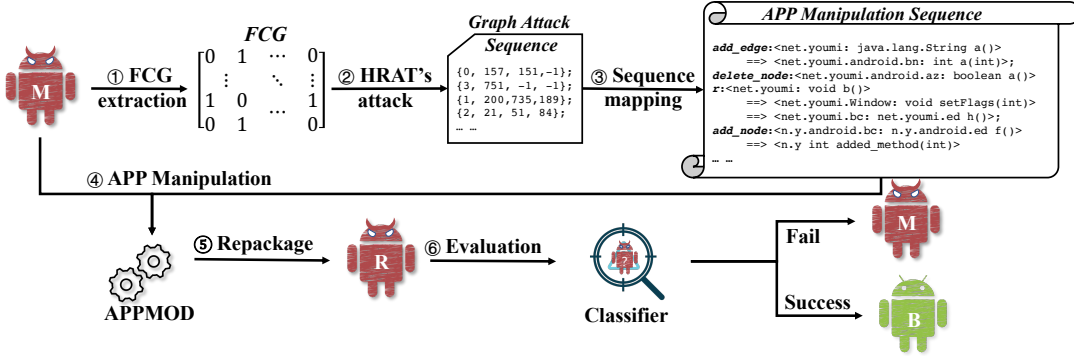 M
① FCG
extraction
FCG
0 1 ⋯ 0
⋮ ⋱ ⋮
1 0 ⋯ 1
0 1 0
② HRAT's
attack
Graph Attack
Sequence
{0, 157, 151,-1};
{3, 751, -1, -1};
{1, 200,735,189};
{2, 21, 51, 84};
… …
③ Sequence
mapping
APP Manipulation Sequence
add_edge:<net.youmi: java.lang.String a()>
==> <net.youmi.android.bn: int a(int)>;
delete_node:<net.youmi.android.az: boolean a()>
r:<net.youmi: void b()>
==> <net.youmi.Window: void setFlags(int)>
==> <net.youmi.bc: net.youmi.ed h()>;
add_node:<n.y.android.bc: n.y.android.ed f()>
==> <n.y int added_method(int)>
… …
④ APP Manipulation
APPMOD
⑤ Repackage
R
⑥ Evaluation
?
Classifier
Fail
M
Success
B